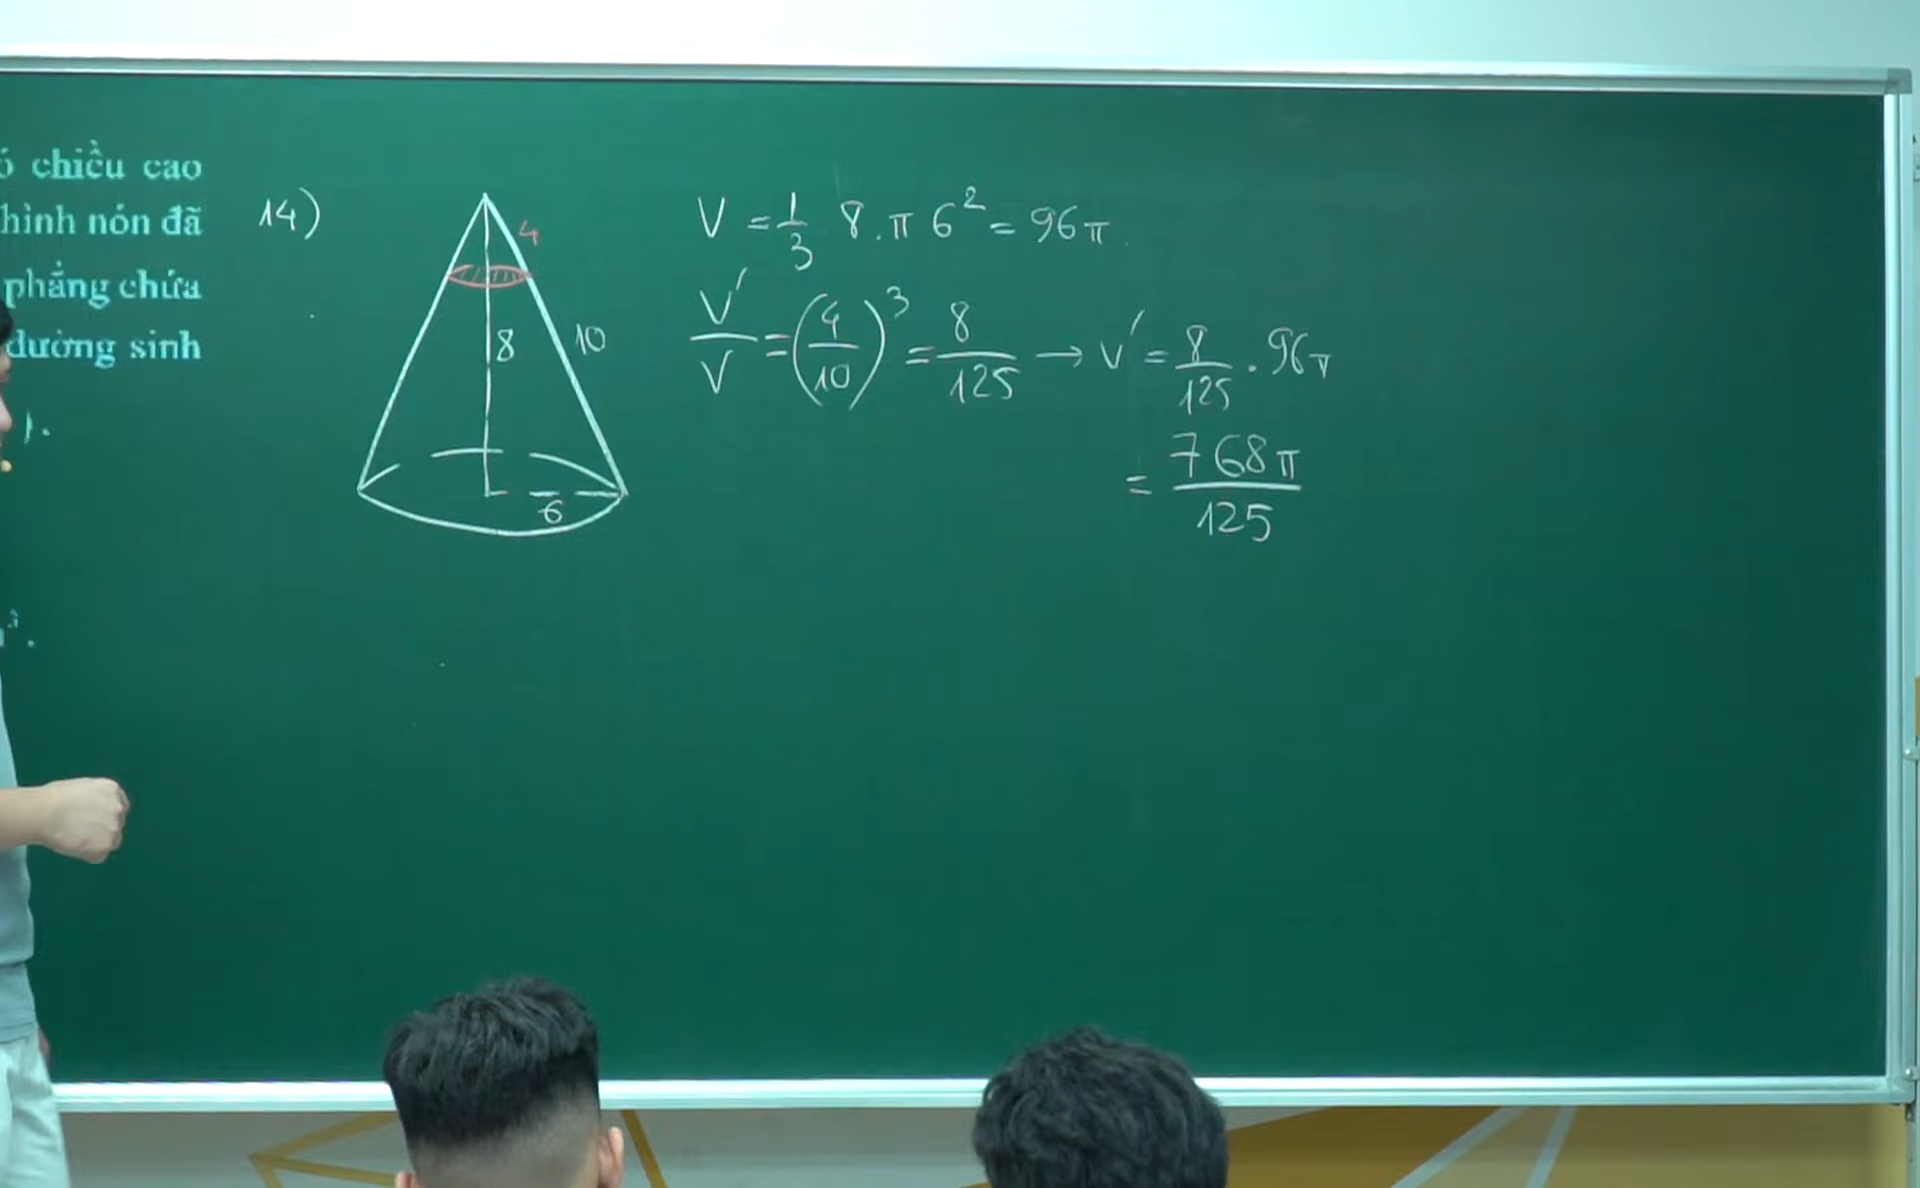 ó chiều cao
hình nón đã
phẳng chứa
đường sinh
).
³.
14)
4
8
10
6
V = 1/3 8.π 6² = 96π
V'/V = (4/10)³ = 8/125 → V' = 8/125 . 96π
= 768π/125